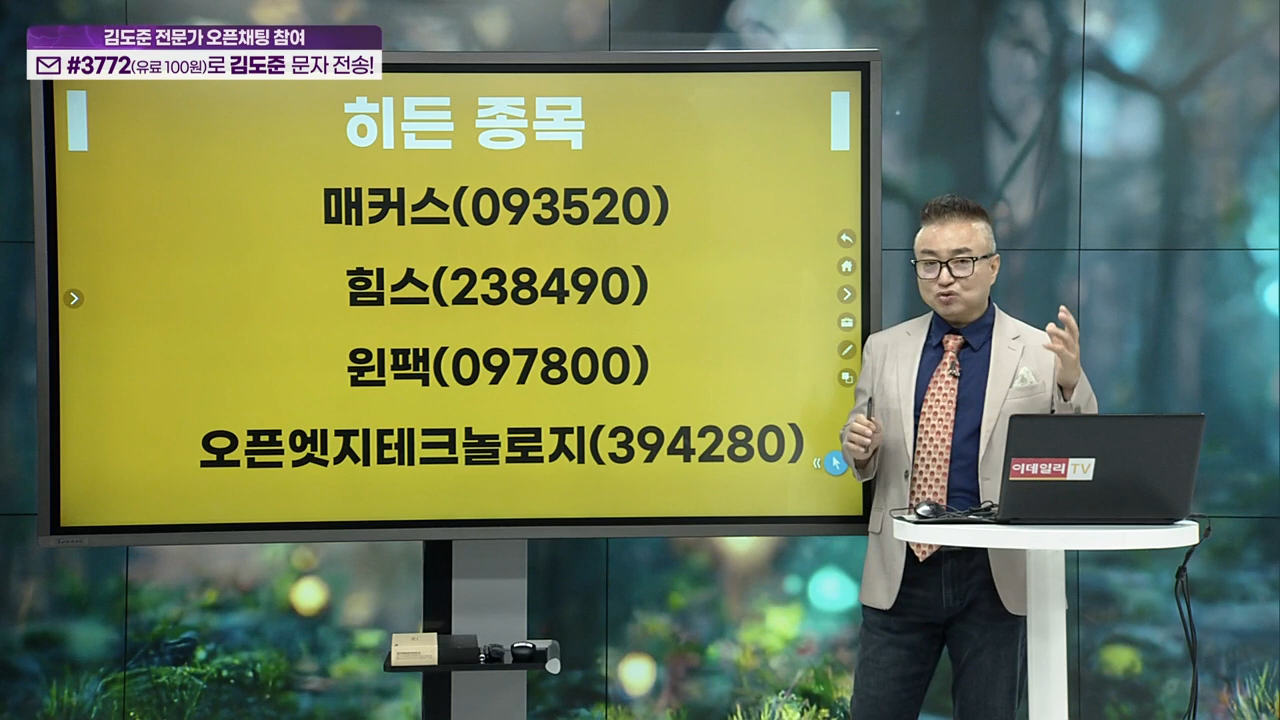 김도준 전문가 오픈채팅 참여
#3772(유료 100원)로 김도준 문자 전송!
히든 종목
매커스(093520)
힘스(238490)
윈팩(097800)
오픈엣지테크놀로지(394280)
이데일리TV